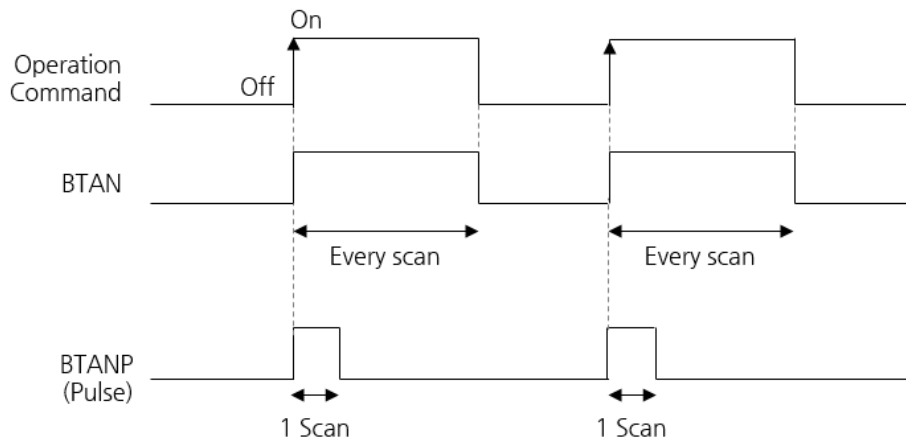 On
Operation
Command
Off
BTAN
Every scan
Every scan
BTANP
(Pulse)
1 Scan
1 Scan